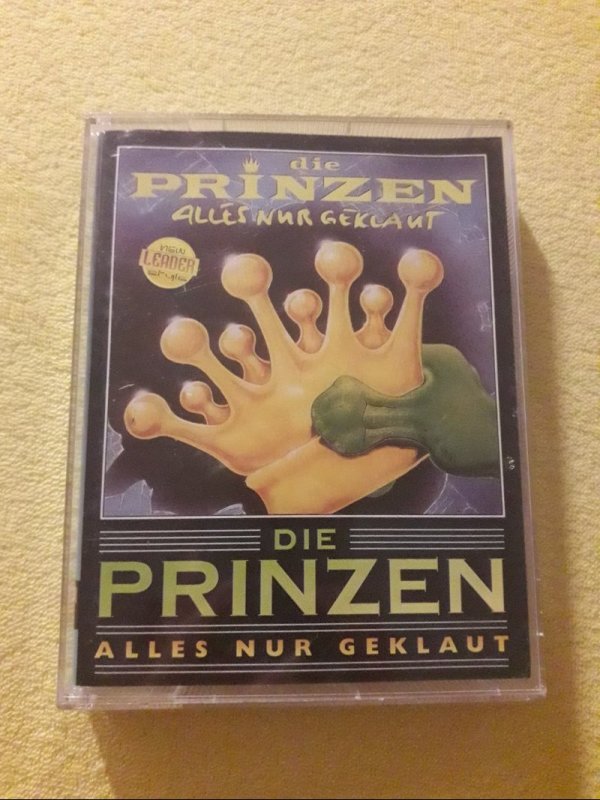 die
PRINZEN
ALLES NUR GEKLAUT
LEADER
DIE
PRINZEN
ALLES NUR GEKLAUT